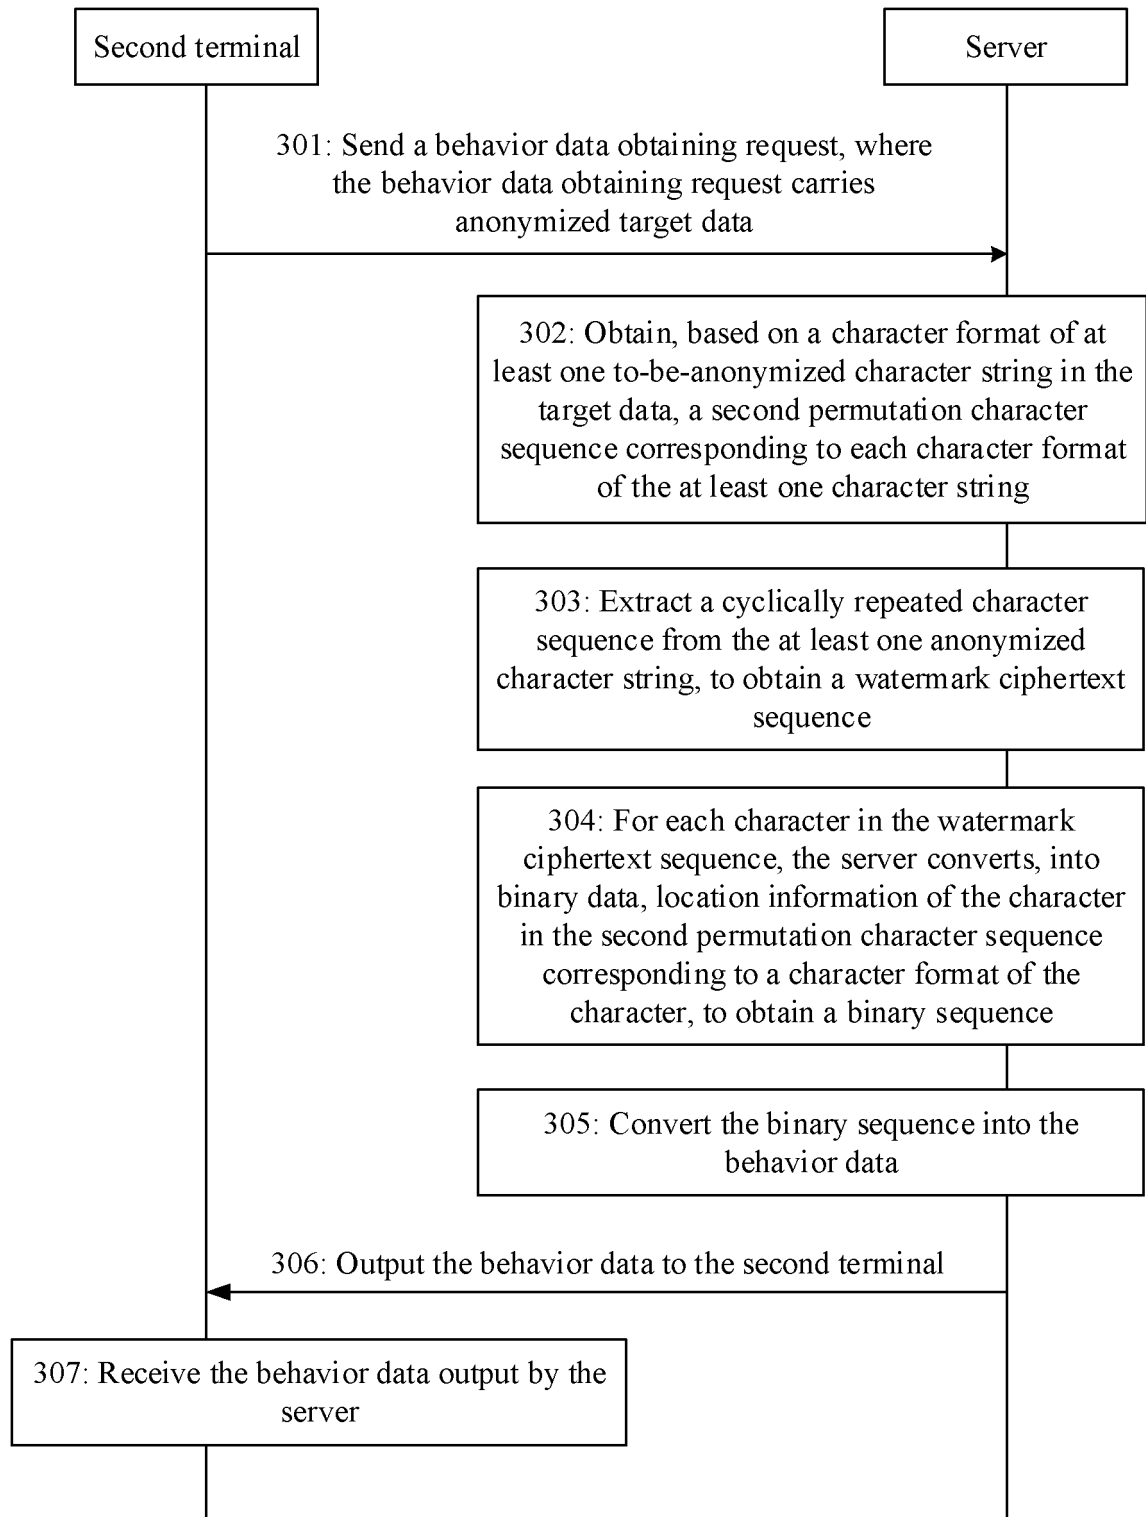 Second terminal
Server
301: Send a behavior data obtaining request, where
the behavior data obtaining request carries
anonymized target data
302: Obtain, based on a character format of at
least one to-be-anonymized character string in the
target data, a second permutation character
sequence corresponding to each character format
of the at least one character string
303: Extract a cyclically repeated character
sequence from the at least one anonymized
character string, to obtain a watermark ciphertext
sequence
304: For each character in the watermark
ciphertext sequence, the server converts, into
binary data, location information of the character
in the second permutation character sequence
corresponding to a character format of the
character, to obtain a binary sequence
305: Convert the binary sequence into the
behavior data
306: Output the behavior data to the second terminal
307: Receive the behavior data output by the
server